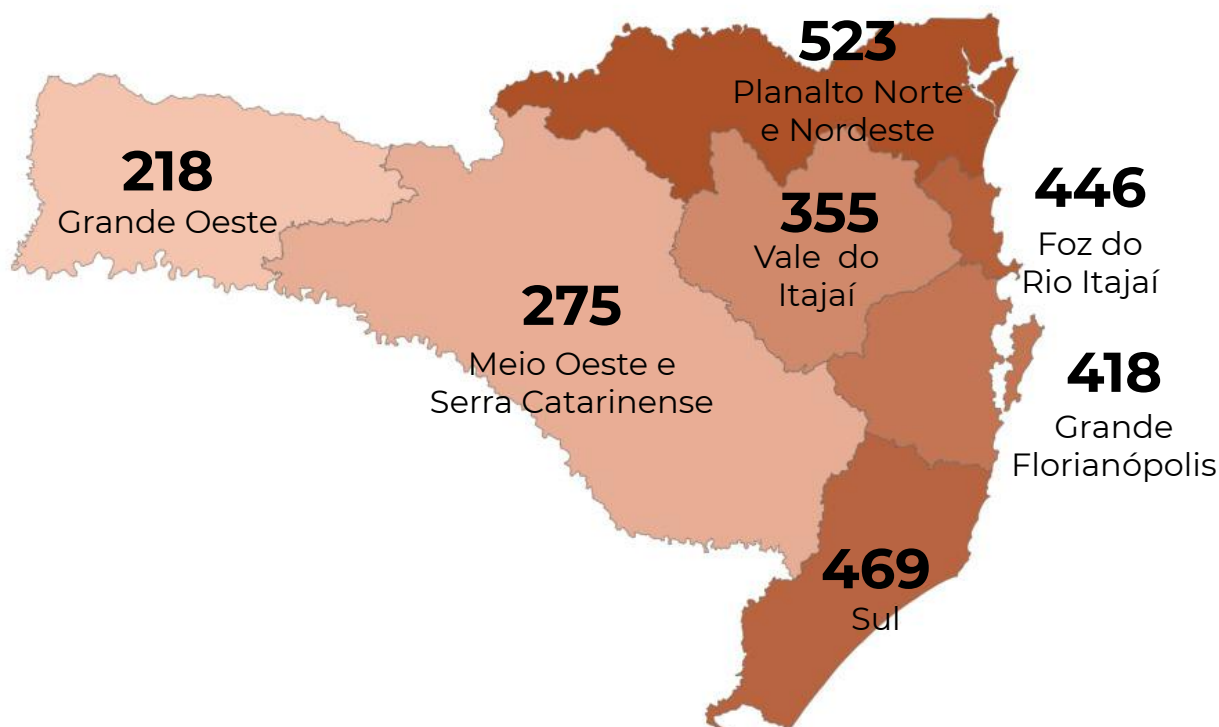 523
Planalto Norte
e Nordeste
218
Grande Oeste
355
Vale do
Itajaí
446
Foz do
Rio Itajaí
275
Meio Oeste e
Serra Catarinense
418
Grande
Florianópolis
469
Sul